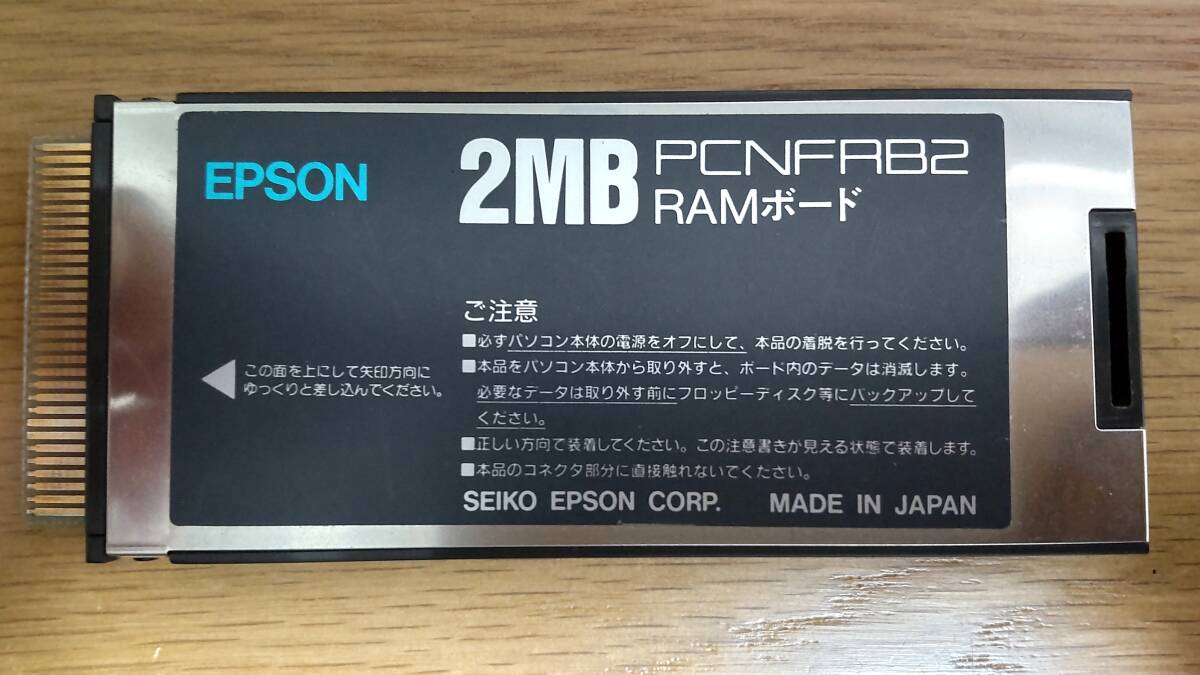 EPSON
2MB PCNFRB2
RAMボード
ご注意
■必ずパソコン本体の電源をオフにして、本品の着脱を行ってください。
■本品をパソコン本体から取り外すと、ボード内のデータは消滅します。
必要なデータは取り外す前にフロッピーディスク等にバックアップして
ください。
■正しい方向で装着してください。この注意書きが見える状態で装着します。
■本品のコネクタ部分に直接触れないでください。
この面を上にして矢印方向に
ゆっくりと差し込んでください。
SEIKO EPSON CORP. MADE IN JAPAN